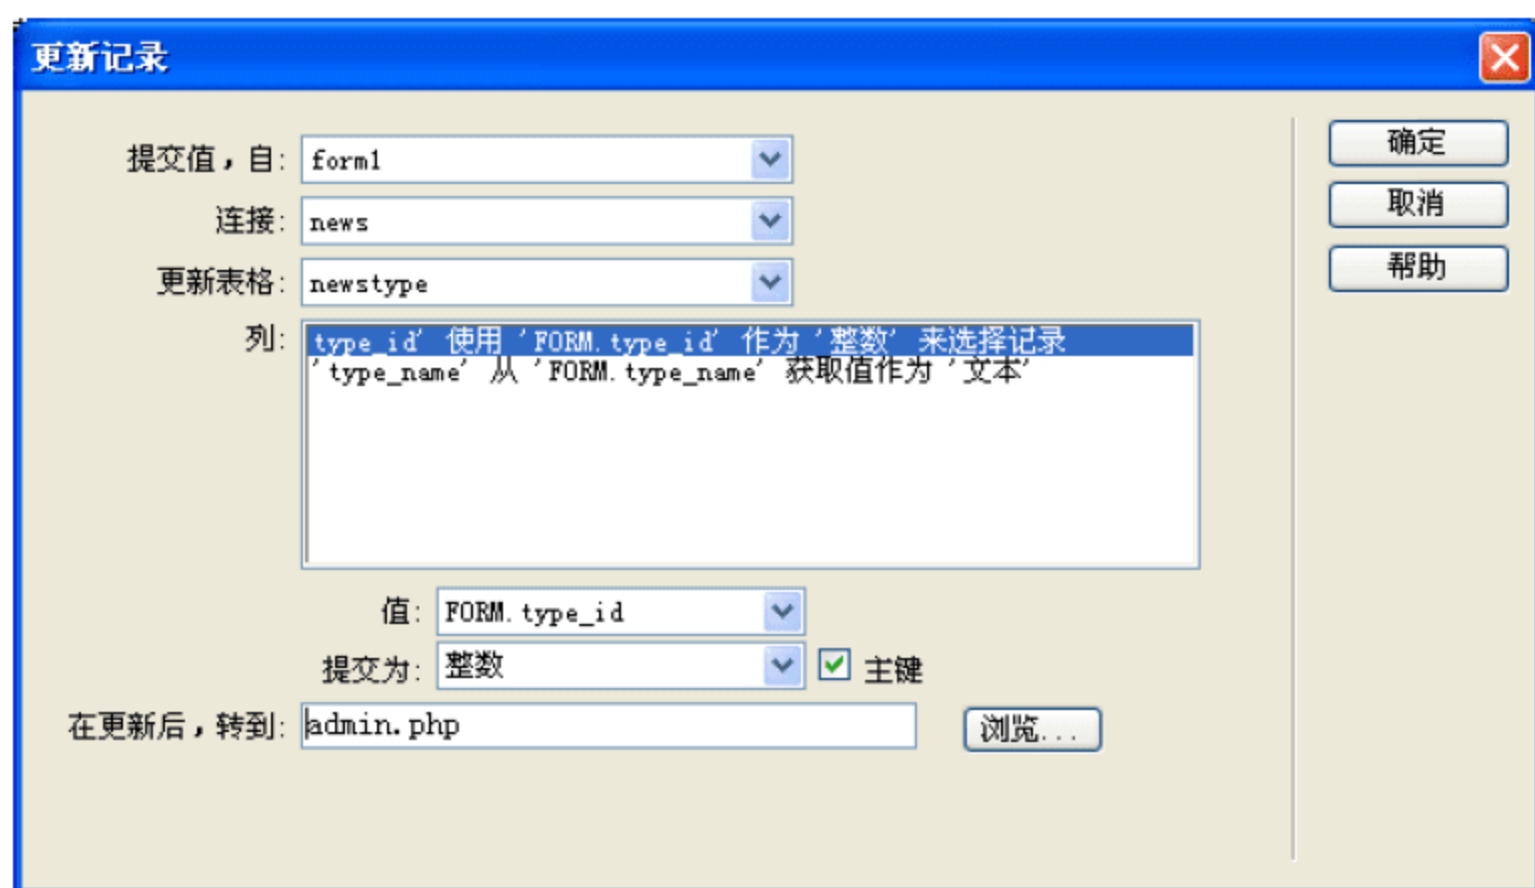 更新记录
提交值，自: form1
确定
连接: news
取消
更新表格: newstype
帮助
列: type_id' 使用 'FORM.type_id' 作为 '整数' 来选择记录
'type_name' 从 'FORM.type_name' 获取值作为 '文本'
值: FORM.type_id
提交为: 整数 主键
在更新后，转到: admin.php 浏览...